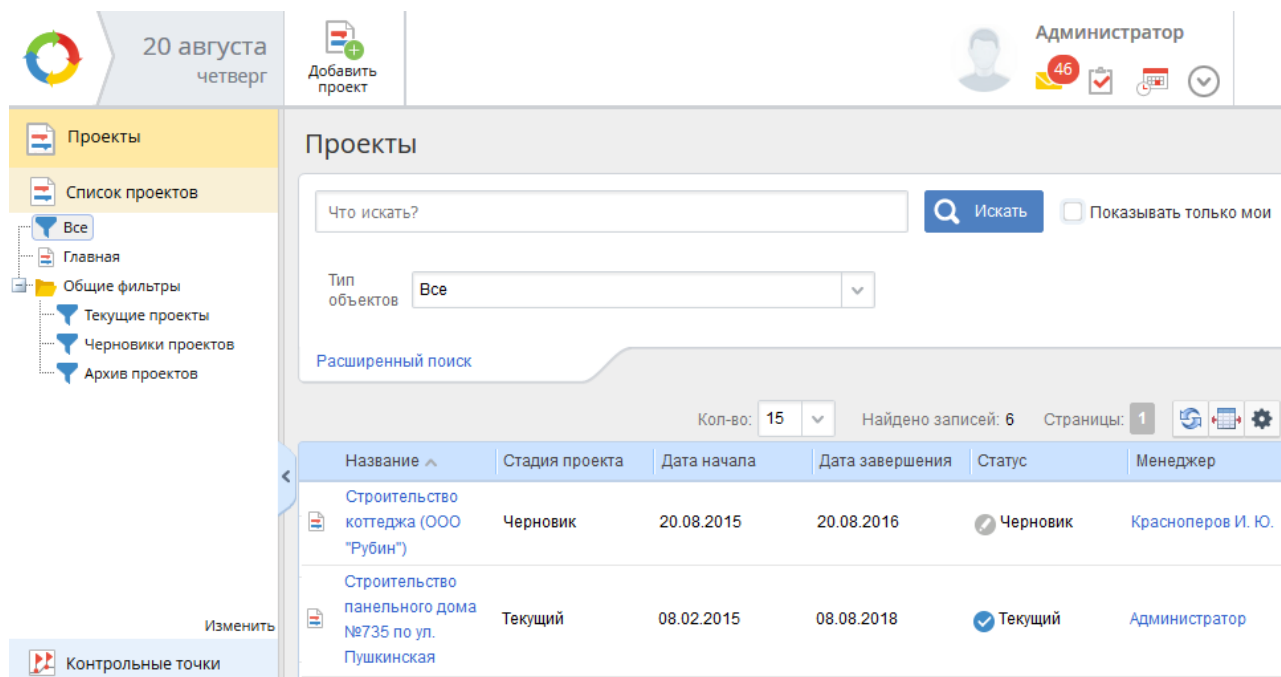 20 августа
четверг
Добавить
проект
Администратор
46
Проекты
Список проектов
Все
Главная
Общие фильтры
Текущие проекты
Черновики проектов
Архив проектов
Изменить
Контрольные точки
Проекты
Что искать?
Искать
Показывать только мои
Тип
объектов
Все
Расширенный поиск
Кол-во: 15 Найдено записей: 6 Страницы: 1
Название Стадия проекта Дата начала Дата завершения Статус Менеджер
Строительство
коттеджа (ООО
"Рубин")
Черновик 20.08.2015 20.08.2016 Черновик Красноперов И. Ю.
Строительство
панельного дома
№735 по ул.
Пушкинская
Текущий 08.02.2015 08.08.2018 Текущий Администратор